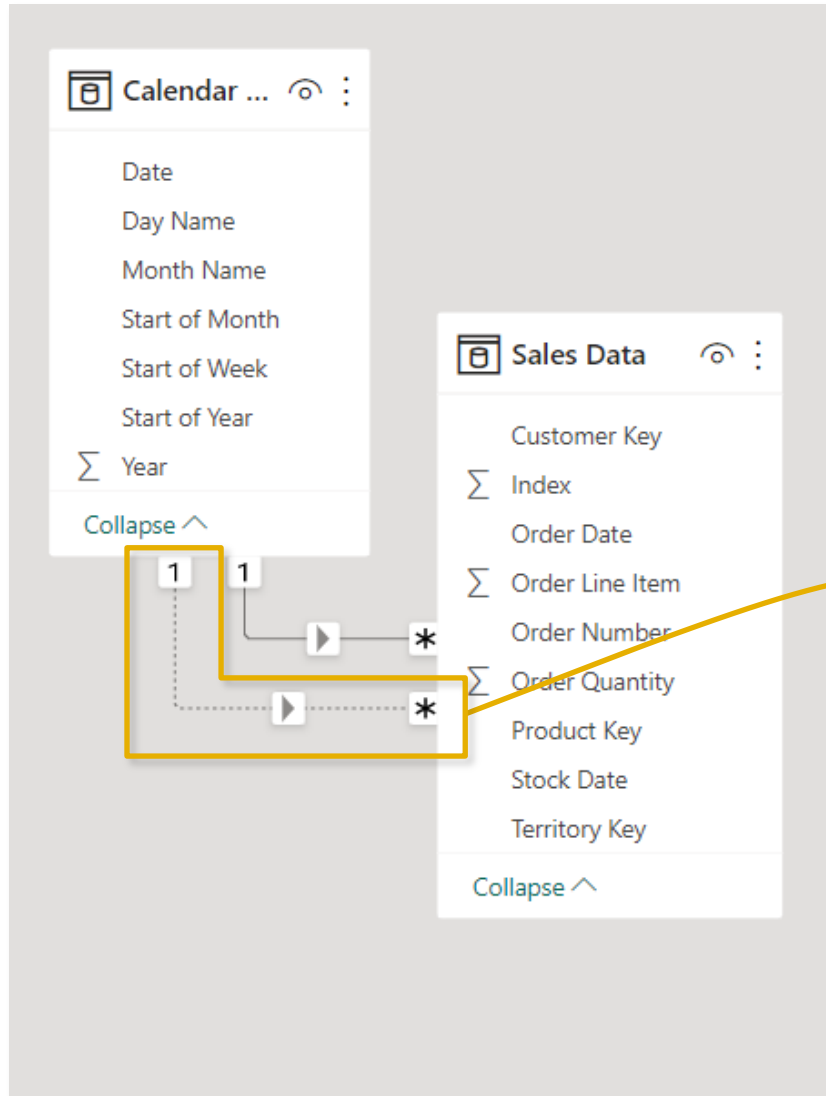 Calendar ...
Date
Day Name
Month Name
Start of Month
Start of Week
Start of Year
Year
Collapse
1 1
*
*
Sales Data
Customer Key
Index
Order Date
Order Line Item
Order Number
Order Quantity
Product Key
Stock Date
Territory Key
Collapse